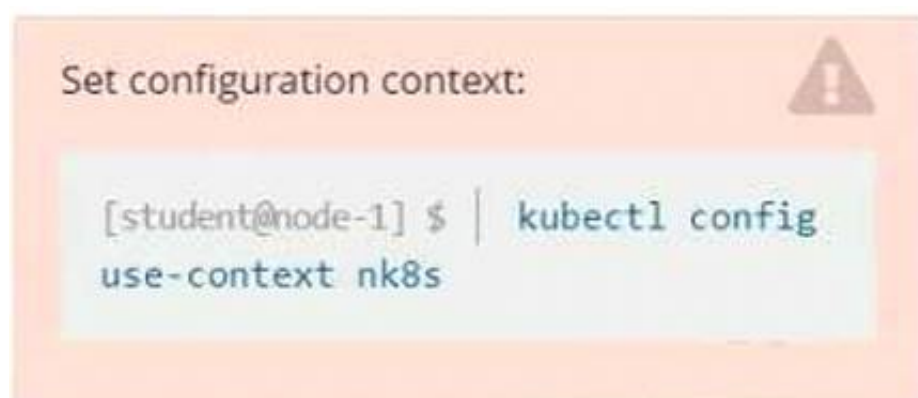 Set configuration context:
[student@node-1] $ | kubectl config
use-context nk8s